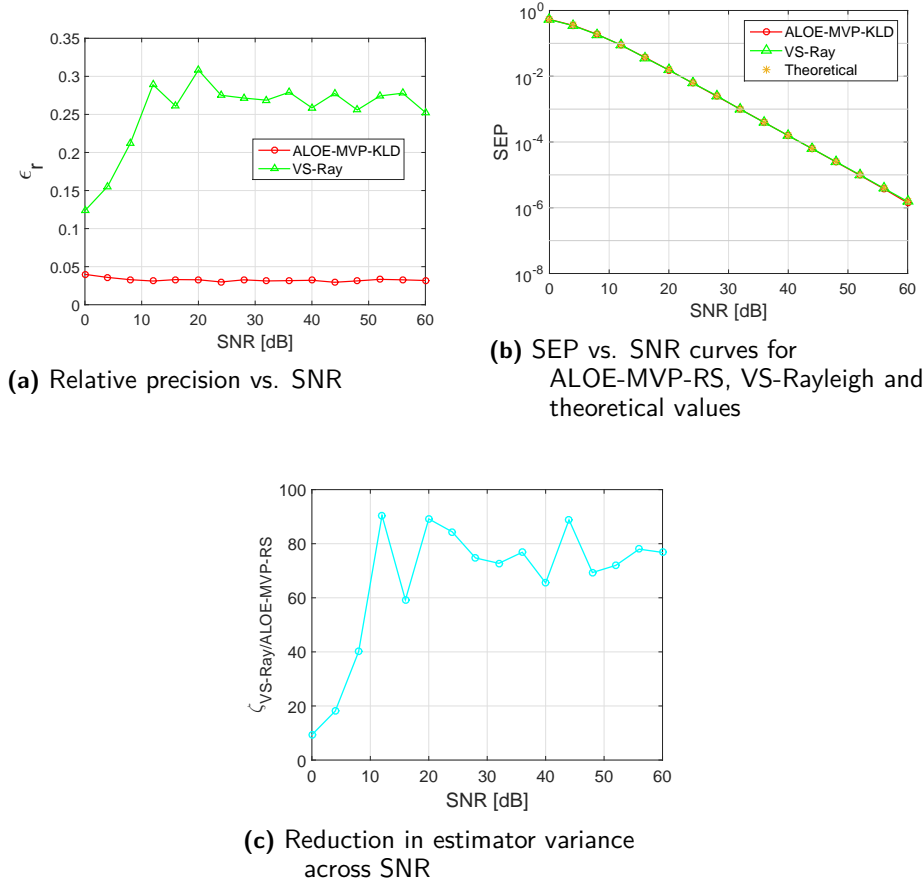 0.35
0.3
0.25
0.2
0.15
0.1
0.05
0
ϵr
ALOE-MVP-KLD
VS-Ray
0 10 20 30 40 50 60
SNR [dB]
(a) Relative precision vs. SNR
10^0
10^-2
10^-4
10^-6
10^-8
SEP
ALOE-MVP-KLD
VS-Ray
Theoretical
0 10 20 30 40 50 60
SNR [dB]
(b) SEP vs. SNR curves for
ALOE-MVP-RS, VS-Rayleigh and
theoretical values
100
80
60
40
20
0
ζVS-Ray/ALOE-MVP-RS
0 10 20 30 40 50 60
SNR [dB]
(c) Reduction in estimator variance
across SNR